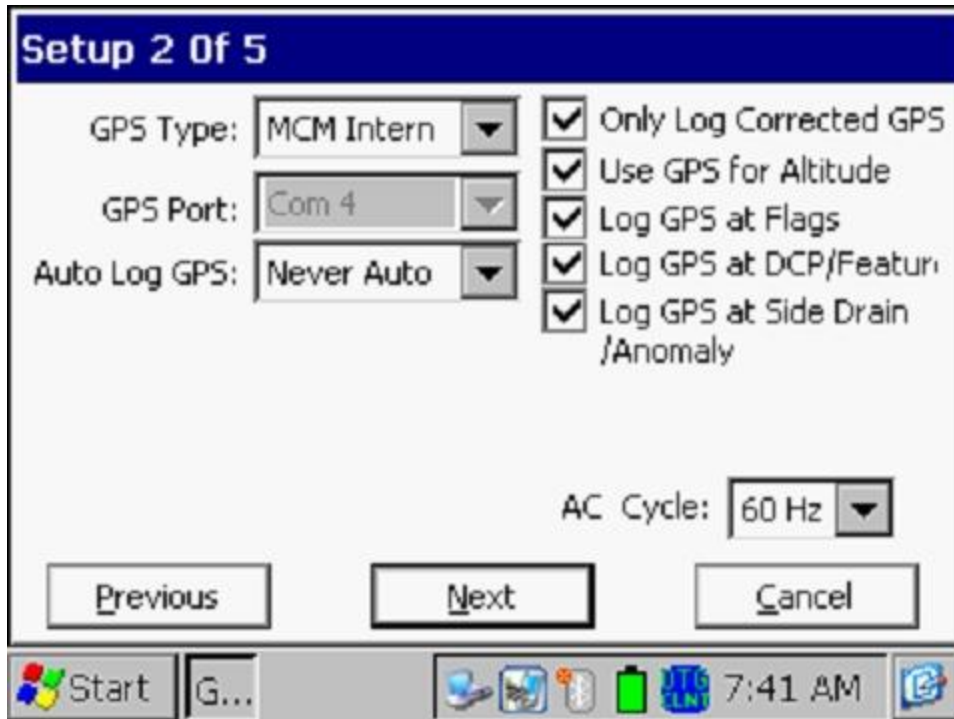 Setup 2 Of 5
GPS Type: MCM Intern
GPS Port: Com 4
Auto Log GPS: Never Auto
Only Log Corrected GPS
Use GPS for Altitude
Log GPS at Flags
Log GPS at DCP/Featur
Log GPS at Side Drain
/Anomaly
AC Cycle: 60 Hz
Previous Next Cancel
Start G... DTG CLNT 7:41 AM